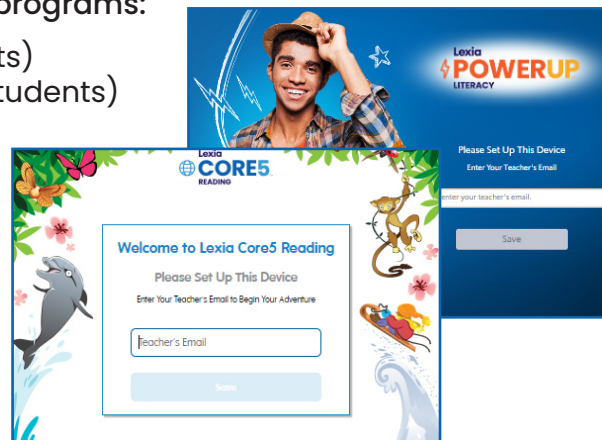 programs:
ts)
tudents)
Lexia
POWERUP
LITERACY
Please Set Up This Device
Enter Your Teacher's Email
enter your teacher's email.
Save
Lexia
CORE5
READING
Welcome to Lexia Core5 Reading
Please Set Up This Device
Enter Your Teacher's Email to Begin Your Adventure
Teacher's Email
Save